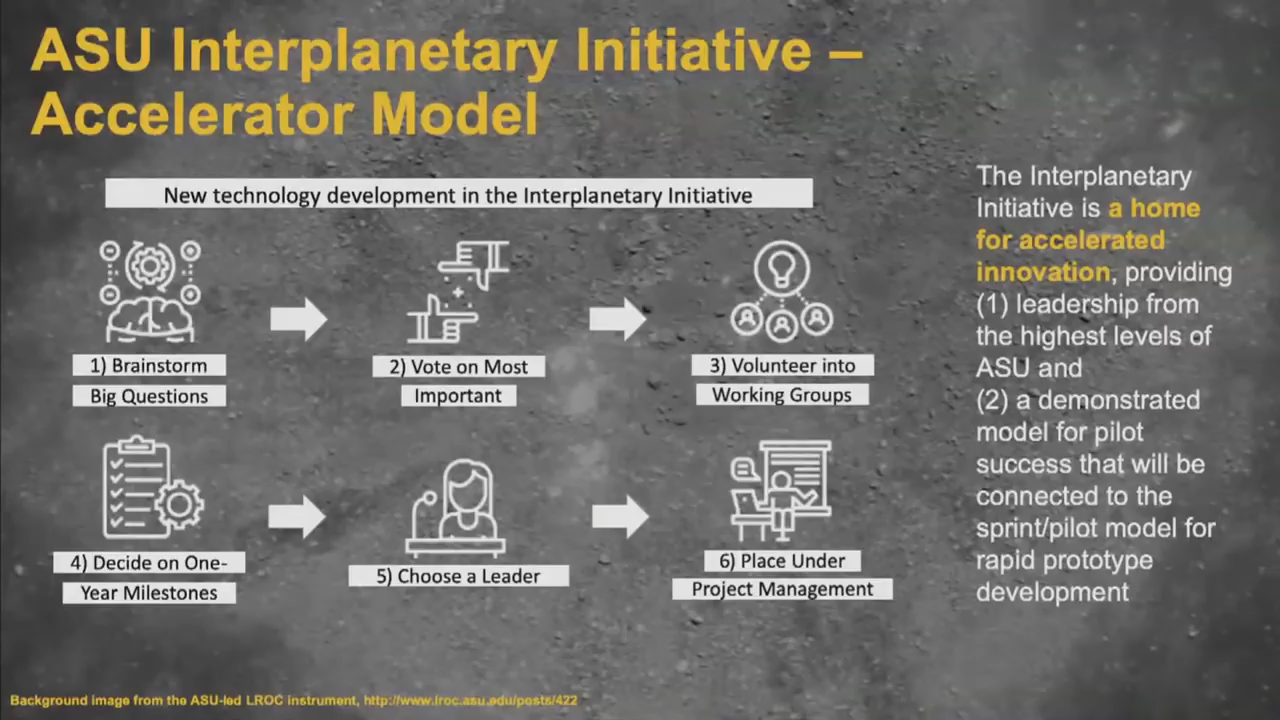 ASU Interplanetary Initiative –
Accelerator Model
New technology development in the Interplanetary Initiative
1) Brainstorm
Big Questions
2) Vote on Most
Important
3) Volunteer into
Working Groups
4) Decide on One-
Year Milestones
5) Choose a Leader
6) Place Under
Project Management
The Interplanetary
Initiative is a home
for accelerated
innovation, providing
(1) leadership from
the highest levels of
ASU and
(2) a demonstrated
model for pilot
success that will be
connected to the
sprint/pilot model for
rapid prototype
development
Background image from the ASU-led LROC instrument, http://www.lroc.asu.edu/posts/422